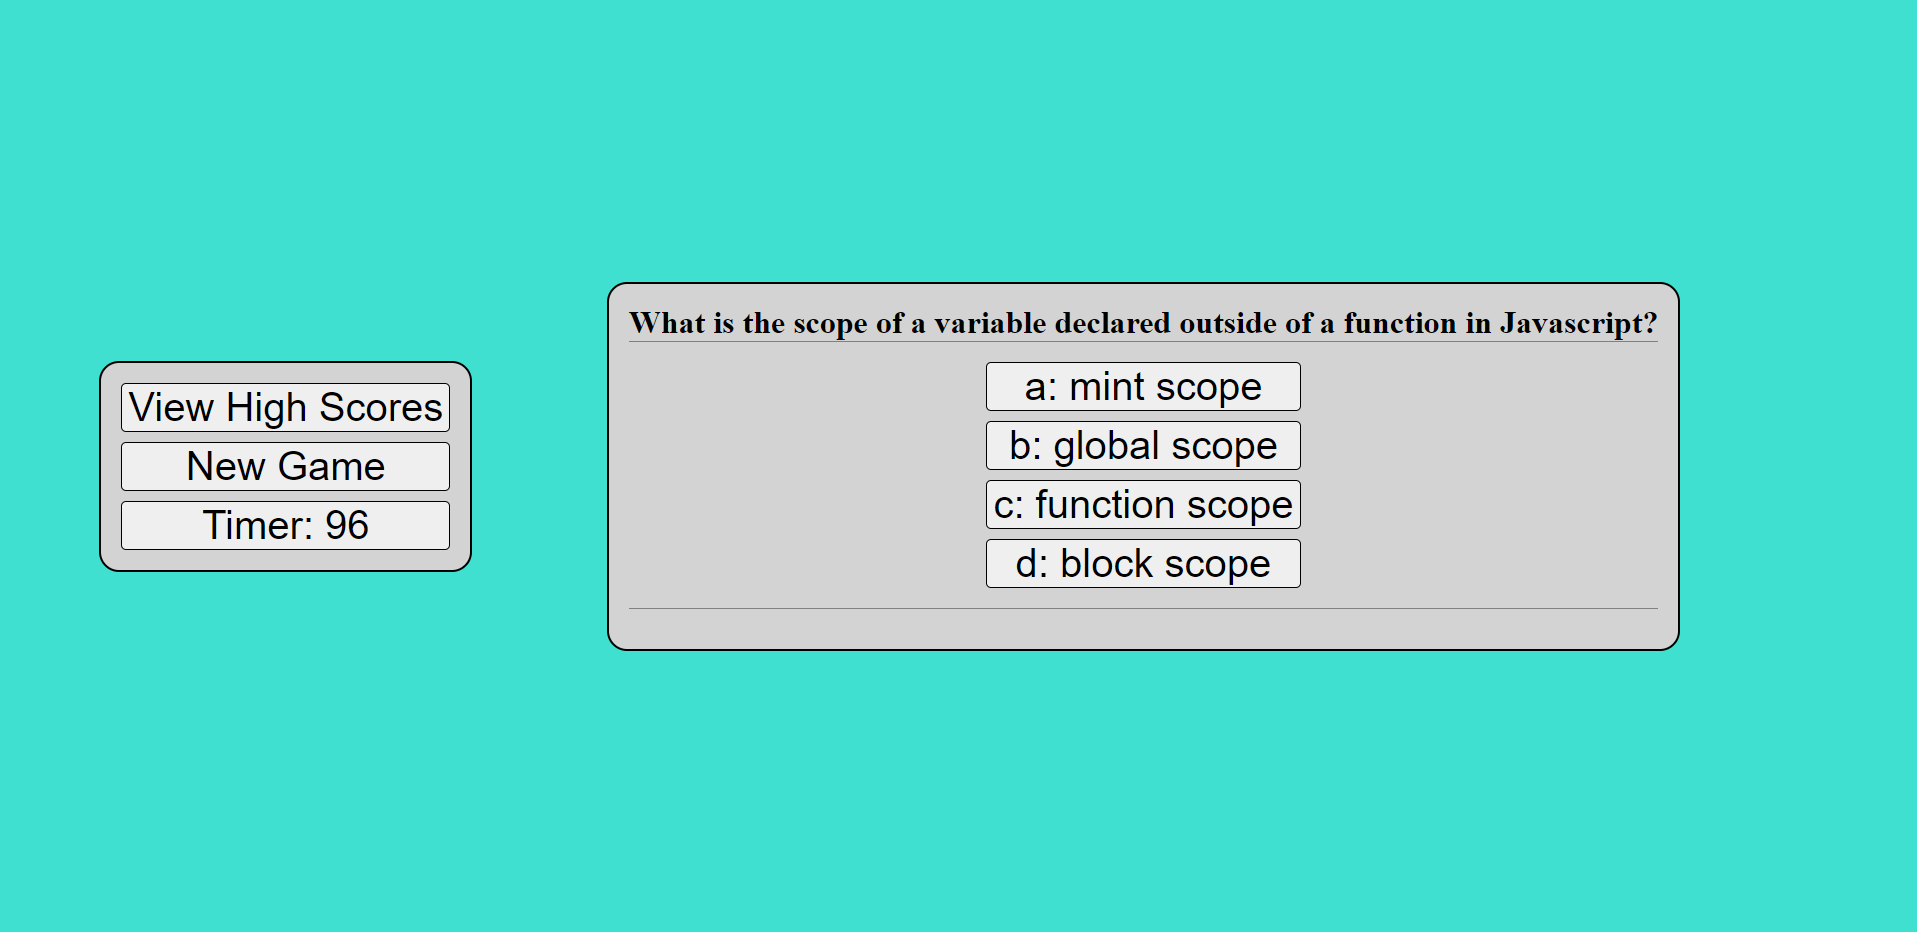 View High Scores
New Game
Timer: 96
What is the scope of a variable declared outside of a function in Javascript?
a: mint scope
b: global scope
c: function scope
d: block scope